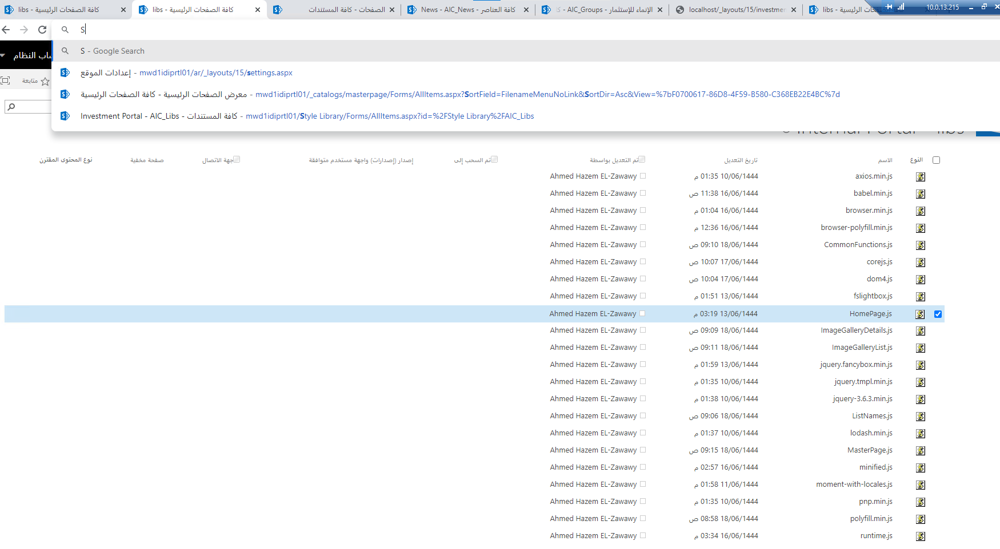 libs - كافة الصفحات الرئيسية
libs - كافة الصفحات الرئيسية
الصفحات - كافة المستندات
News - AIC_News - كافة العناصر
الإنماء للإستثمار - AIC_Groups
localhost/_layouts/15/investmen
libs - الصفحات الرئيسية
10.0.13.215
S
S - Google Search
اب النظام
إعدادات الموقع - mwd1idiprtl01/ar/_layouts/15/settings.aspx
متابعة
معرض الصفحات الرئيسية - كافة الصفحات الرئيسية - mwd1idiprtl01/_catalogs/masterpage/Forms/AllItems.aspx?SortField=FilenameMenuNoLink&SortDir=Asc&View=%7bF0700617-86D8-4F59-B580-C368EB22E4BC%7d
Investment Portal - AIC_Libs - كافة المستندات - mwd1idiprtl01/Style Library/Forms/AllItems.aspx?id=%2FStyle Library%2FAIC_Libs
النوع الاسم تاريخ التعديل تم التعديل بواسطة تم السحب إلى إصدار (إصدارات) واجهة مستخدم متوافقة جهة الاتصال صفحة مخفية نوع المحتوى المقترن
axios.min.js 10/06/1444 01:35 م Ahmed Hazem EL-Zawawy
babel.min.js 16/06/1444 11:38 ص Ahmed Hazem EL-Zawawy
browser.min.js 16/06/1444 01:04 م Ahmed Hazem EL-Zawawy
browser-polyfill.min.js 16/06/1444 12:36 م Ahmed Hazem EL-Zawawy
CommonFunctions.js 18/06/1444 09:10 ص Ahmed Hazem EL-Zawawy
corejs.js 17/06/1444 10:07 ص Ahmed Hazem EL-Zawawy
dom4.js 17/06/1444 10:04 ص Ahmed Hazem EL-Zawawy
fslightbox.js 13/06/1444 01:51 م Ahmed Hazem EL-Zawawy
HomePage.js 13/06/1444 03:19 م Ahmed Hazem EL-Zawawy
ImageGalleryDetails.js 18/06/1444 09:09 ص Ahmed Hazem EL-Zawawy
ImageGalleryList.js 18/06/1444 09:11 ص Ahmed Hazem EL-Zawawy
jquery.fancybox.min.js 13/06/1444 01:59 م Ahmed Hazem EL-Zawawy
jquery.tmpl.min.js 10/06/1444 01:35 م Ahmed Hazem EL-Zawawy
jquery-3.6.3.min.js 10/06/1444 01:38 م Ahmed Hazem EL-Zawawy
ListNames.js 18/06/1444 09:06 ص Ahmed Hazem EL-Zawawy
lodash.min.js 10/06/1444 01:37 م Ahmed Hazem EL-Zawawy
MasterPage.js 18/06/1444 09:15 ص Ahmed Hazem EL-Zawawy
minified.js 16/06/1444 02:57 م Ahmed Hazem EL-Zawawy
moment-with-locales.js 11/06/1444 01:58 م Ahmed Hazem EL-Zawawy
pnp.min.js 10/06/1444 01:35 م Ahmed Hazem EL-Zawawy
polyfill.min.js 18/06/1444 08:58 ص Ahmed Hazem EL-Zawawy
runtime.js 16/06/1444 03:34 م Ahmed Hazem EL-Zawawy